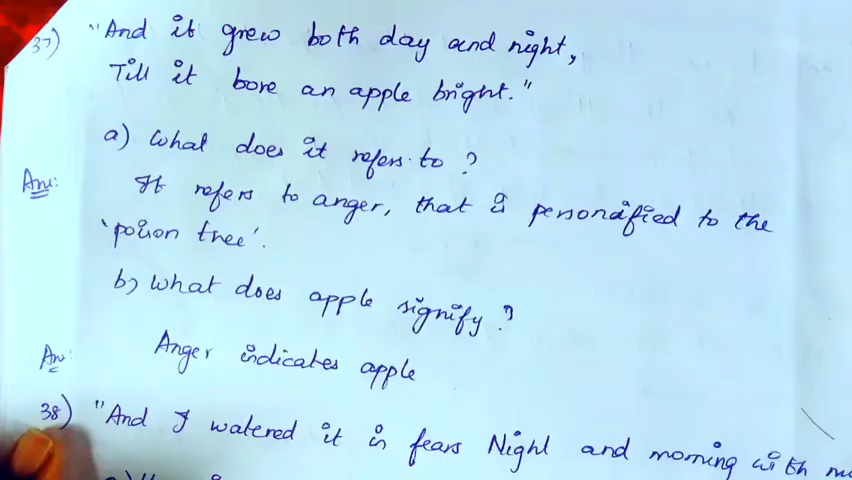 37) "And it grew both day and night,
Till it bore an apple bright."
a) What does it refers to?
Ans: It refers to anger, that is personified to the
'poison tree'.
b) What does apple signify?
Ans: Anger indicates apple
38) "And I watered it in fears Night and morning with